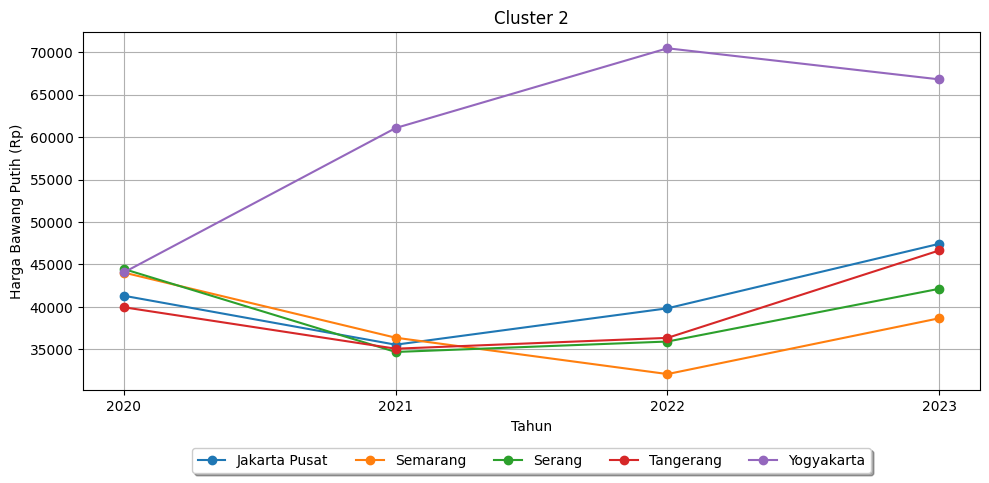 Cluster 2
Harga Bawang Putih (Rp)
70000
65000
60000
55000
50000
45000
40000
35000
2020 2021 2022 2023
Tahun
Jakarta Pusat Semarang Serang Tangerang Yogyakarta